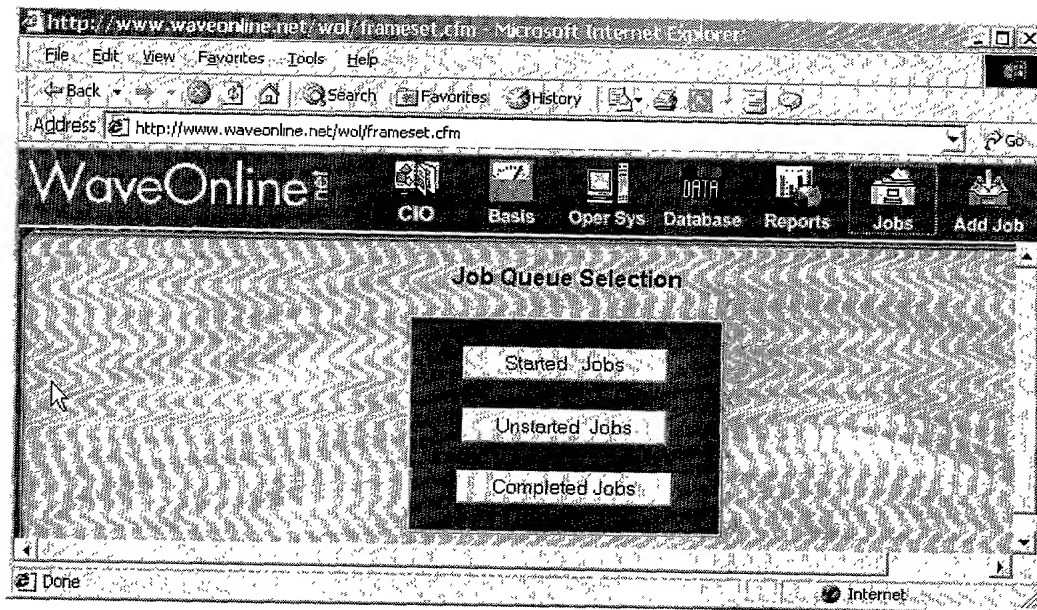 http://www.waveonline.net/wol/frameset.cfm - Microsoft Internet Explorer
File Edit View Favorites Tools Help
Back Search Favorites History
Address http://www.waveonline.net/wol/frameset.cfm Go
WaveOnline net CIO Basis Oper Sys DATA Database Reports Jobs Add Job
Job Queue Selection
Started Jobs
Unstarted Jobs
Completed Jobs
Done Internet